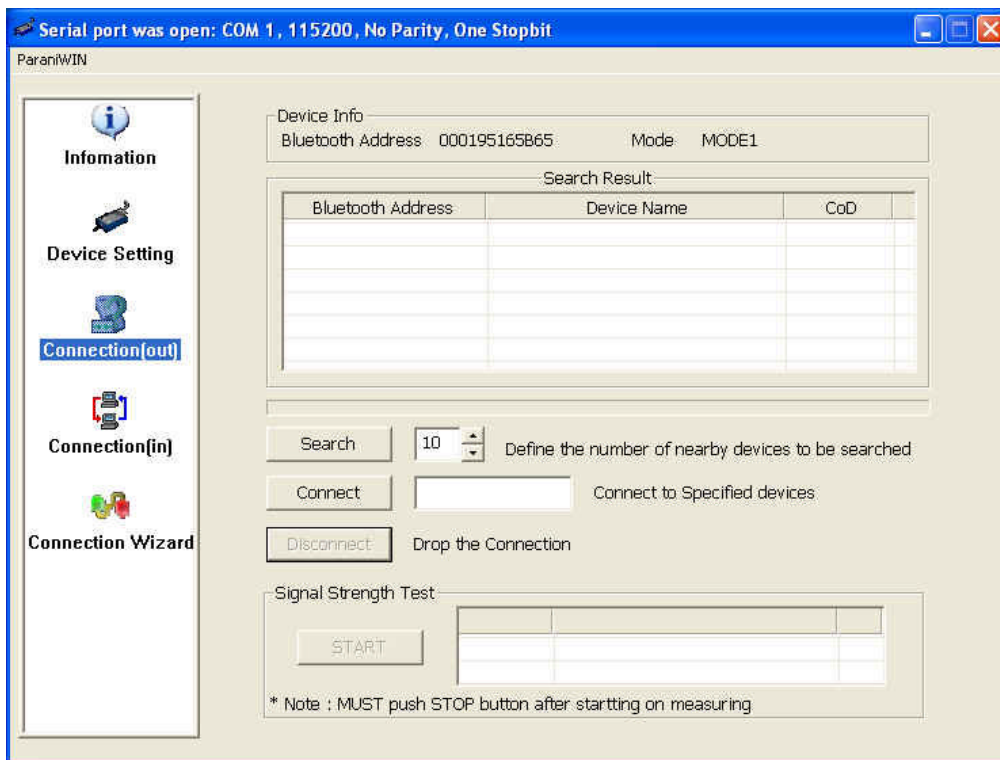 Serial port was open: COM 1, 115200, No Parity, One Stopbit
ParaniWIN
Infomation
Device Setting
Connection(out)
Connection(in)
Connection Wizard
Device Info
Bluetooth Address 000195165B65 Mode MODE1
Search Result
Bluetooth Address Device Name CoD
Search 10 Define the number of nearby devices to be searched
Connect Connect to Specified devices
Disconnect Drop the Connection
Signal Strength Test
START
* Note : MUST push STOP button after startting on measuring